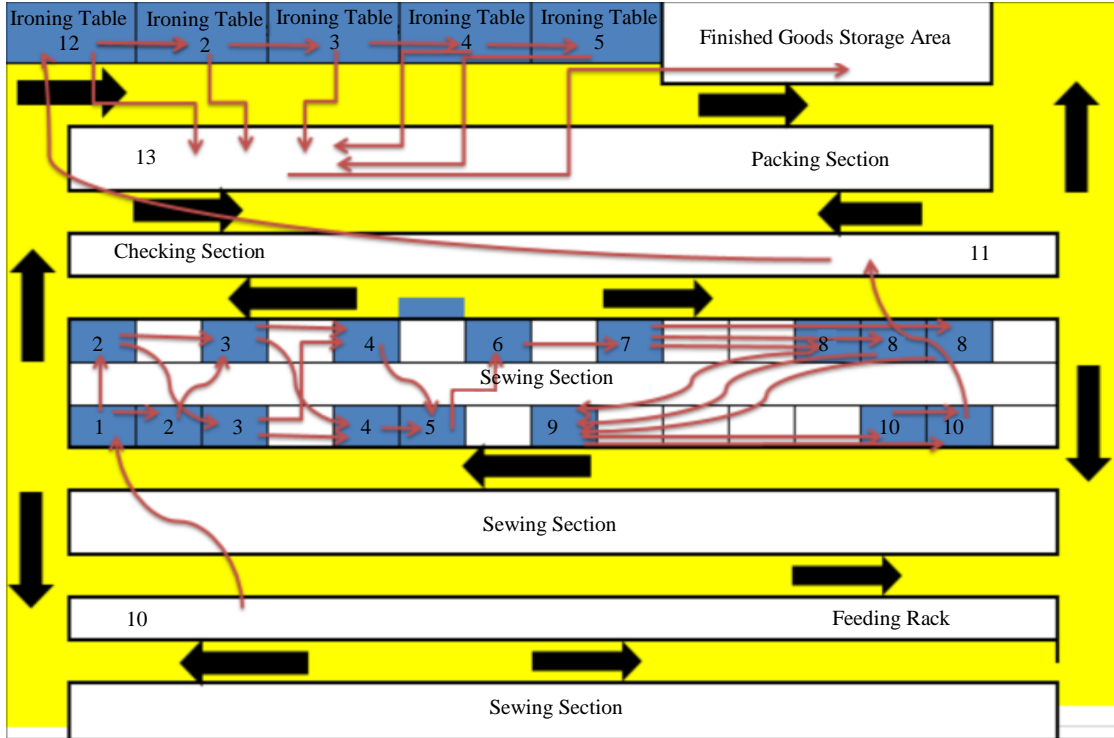 Ironing Table Ironing Table Ironing Table Ironing Table Ironing Table
12 2 3 4 5
Finished Goods Storage Area
13 Packing Section
Checking Section 11
2 3 4 6 7 8 8 8
Sewing Section
1 2 3 4 5 9 10 10
Sewing Section
10 Feeding Rack
Sewing Section